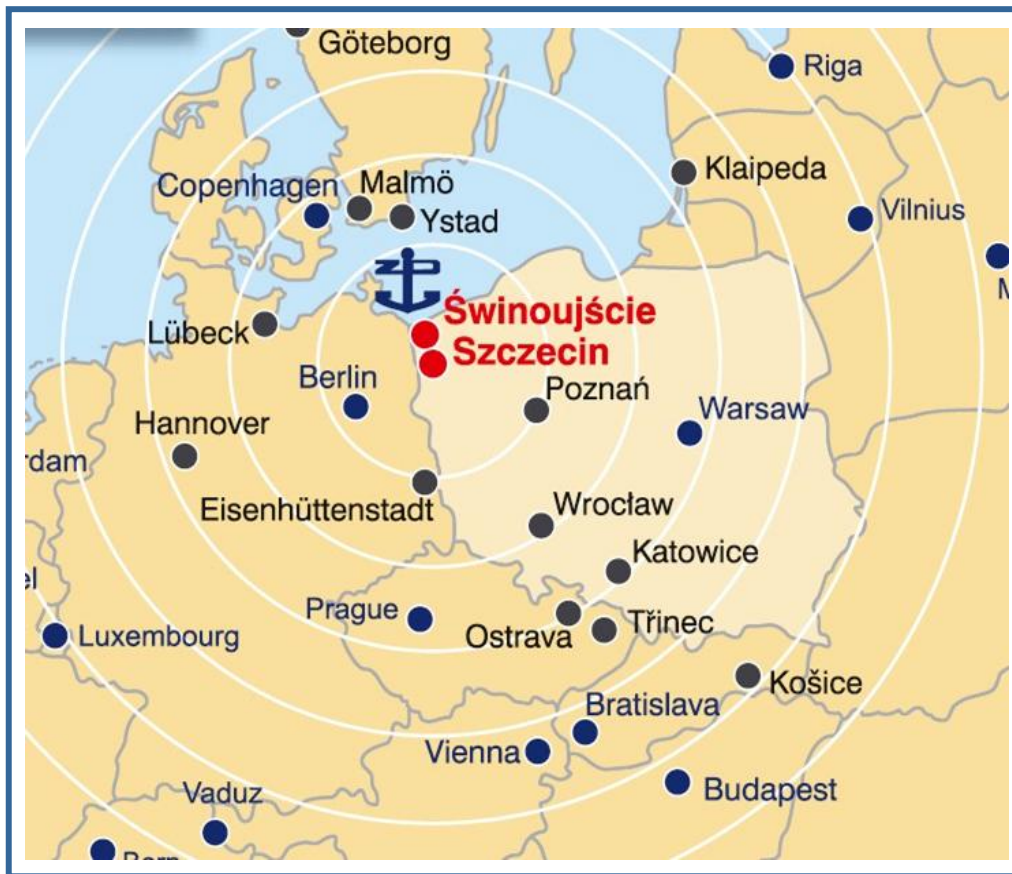 Göteborg
Riga
Klaipeda
Copenhagen
Malmö
Ystad
Vilnius
Świnoujście
Lübeck
Szczecin
Berlin
Poznań
Warsaw
Hannover
rdam
Eisenhüttenstadt
Wrocław
Katowice
el
Prague
Ostrava
Třinec
Luxembourg
Košice
Bratislava
Vienna
Budapest
Vaduz